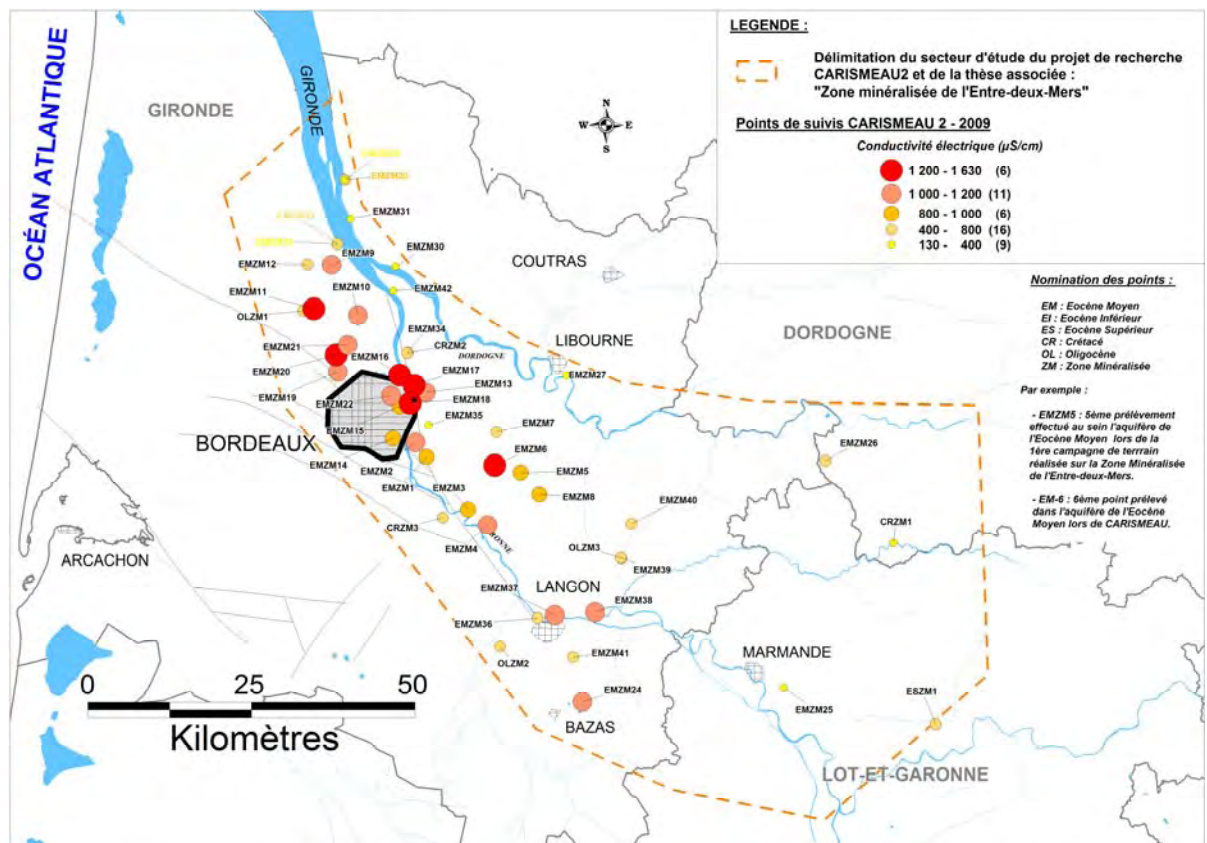 OCÉAN ATLANTIQUE
GIRONDE
GIRONDE
N
W E
S
LEGENDE :
Délimitation du secteur d'étude du projet de recherche
CARISMEAU2 et de la thèse associée :
"Zone minéralisée de l'Entre-deux-Mers"
Points de suivis CARISMEAU 2 - 2009
Conductivité électrique (µS/cm)
1 200 - 1 630 (6)
1 000 - 1 200 (11)
800 - 1 000 (6)
400 - 800 (16)
130 - 400 (9)
Nomination des points :
EM : Eocène Moyen
EI : Eocène Inférieur
ES : Eocène Supérieur
CR : Crétacé
OL : Oligocène
ZM : Zone Minéralisée
Par exemple :
- EMZM5 : 5ème prélèvement
effectué au sein l'aquifère de
l'Eocène Moyen lors de la
1ère campagne de terrrain
réalisée sur la Zone Minéralisée
de l'Entre-deux-Mers.
- EM-6 : 6ème point prélevé
dans l'aquifère de l'Eocène
Moyen lors de CARISMEAU.
EMZM31
EMZM9
EMZM30
EMZM12
COUTRAS
EMZM42
EMZM11
EMZM10
OLZM1
DORDOGNE
EMZM34
LIBOURNE
EMZM21
EMZM16
CRZM2
DORDOGNE
EMZM20
EMZM17
EMZM27
EMZM13
EMZM19
EMZM22
EMZM18
EMZM35
EMZM15
EMZM7
BORDEAUX
EMZM26
EMZM14
EMZM2
EMZM6
EMZM5
EMZM1
EMZM3
EMZM8
EMZM40
CRZM3
CRZM1
EMZM4
OLZM3
ARCACHON
EMZM39
EMZM37
LANGON
EMZM38
EMZM36
OLZM2
EMZM41
MARMANDE
0 25 50
Kilomètres
EMZM24
EMZM25
ESZM1
BAZAS
LOT-ET-GARONNE